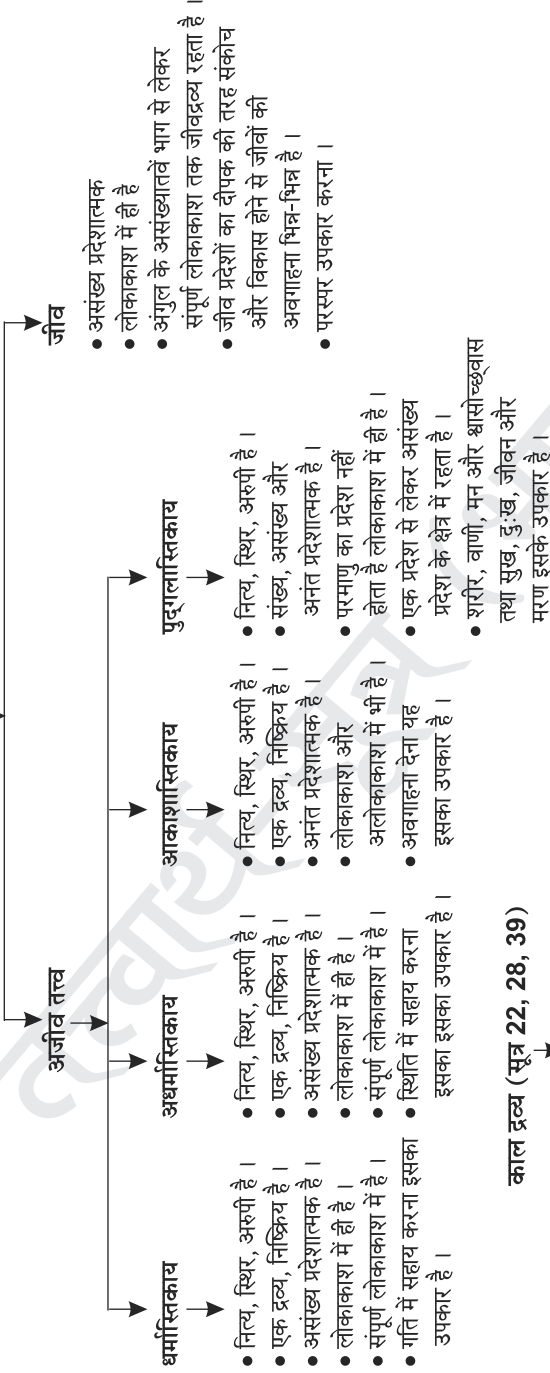 अजीव तत्त्व
धर्मास्तिकाय
● नित्य, स्थिर, अरुपी है ।
● एक द्रव्य, निष्क्रिय है ।
● असंख्य प्रदेशात्मक है ।
● लोकाकाश में ही है ।
● संपूर्ण लोकाकाश में है ।
● गति में सहाय करना इसका
उपकार है ।
अधर्मास्तिकाय
● नित्य, स्थिर, अरुपी है ।
● एक द्रव्य, निष्क्रिय है ।
● असंख्य प्रदेशात्मक है ।
● लोकाकाश में ही है ।
● संपूर्ण लोकाकाश में है ।
● स्थिति में सहाय करना
इसका इसका उपकार है ।
आकाशास्तिकाय
● नित्य, स्थिर, अरुपी है ।
● एक द्रव्य, निष्क्रिय है ।
● अनंत प्रदेशात्मक है ।
● लोकाकाश और
अलोकाकाश में भी है ।
● अवगाहना देना यह
इसका उपकार है ।
पुद्गलास्तिकाय
● नित्य, स्थिर, अरुपी है ।
● संख्य, असंख्य और
अनंत प्रदेशात्मक है ।
● परमाणु का प्रदेश नहीं
होता है लोकाकाश में ही है ।
● एक प्रदेश से लेकर असंख्य
प्रदेश के क्षेत्र में रहता है ।
● शरीर, वाणी, मन और श्वासोच्छ्वास
तथा सुख, दुःख, जीवन और
मरण इसके उपकार है ।
जीव
● असंख्य प्रदेशात्मक
● लोकाकाश में ही है
● अंगुल के असंख्यातवें भाग से लेकर
संपूर्ण लोकाकाश तक जीवद्रव्य रहता है ।
● जीव प्रदेशों का दीपक की तरह संकोच
और विकास होने से जीवों की
अवगाहना भिन्न-भिन्न है ।
● परस्पर उपकार करना ।
काल द्रव्य (सूत्र 22, 28, 39)
तत्त्वार्थ-सूत्र